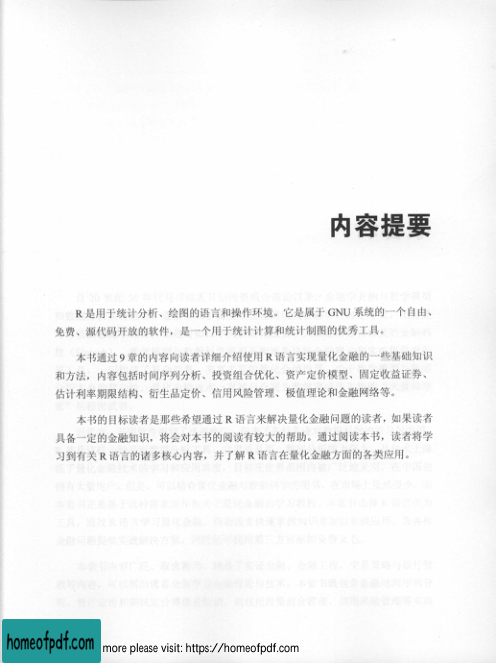 内容提要
R是用于统计分析、绘图的语言和操作环境。它是属于 GNU 系统的一个自由、
免费、源代码开放的软件，是一个用于统计计算和统计制图的优秀工具。
本书通过9章的内容向读者详细介绍使用R语言实现量化金融的一些基础知识
和方法，内容包括时间序列分析、投资组合优化、资产定价模型、固定收益证券、
估计利率期限结构、衍生品定价、信用风险管理、极值理论和金融网络等。
本书的目标读者是那些希望通过 R 语言来解决量化金融问题的读者，如果读者
具备一定的金融知识，将会对本书的阅读有较大的帮助。通过阅读本书，读者将学
习到有关 R 语言的诸多核心内容，并了解 R 语言在量化金融方面的各类应用。
homeofpdf.com
more please visit: https://homeofpdf.com